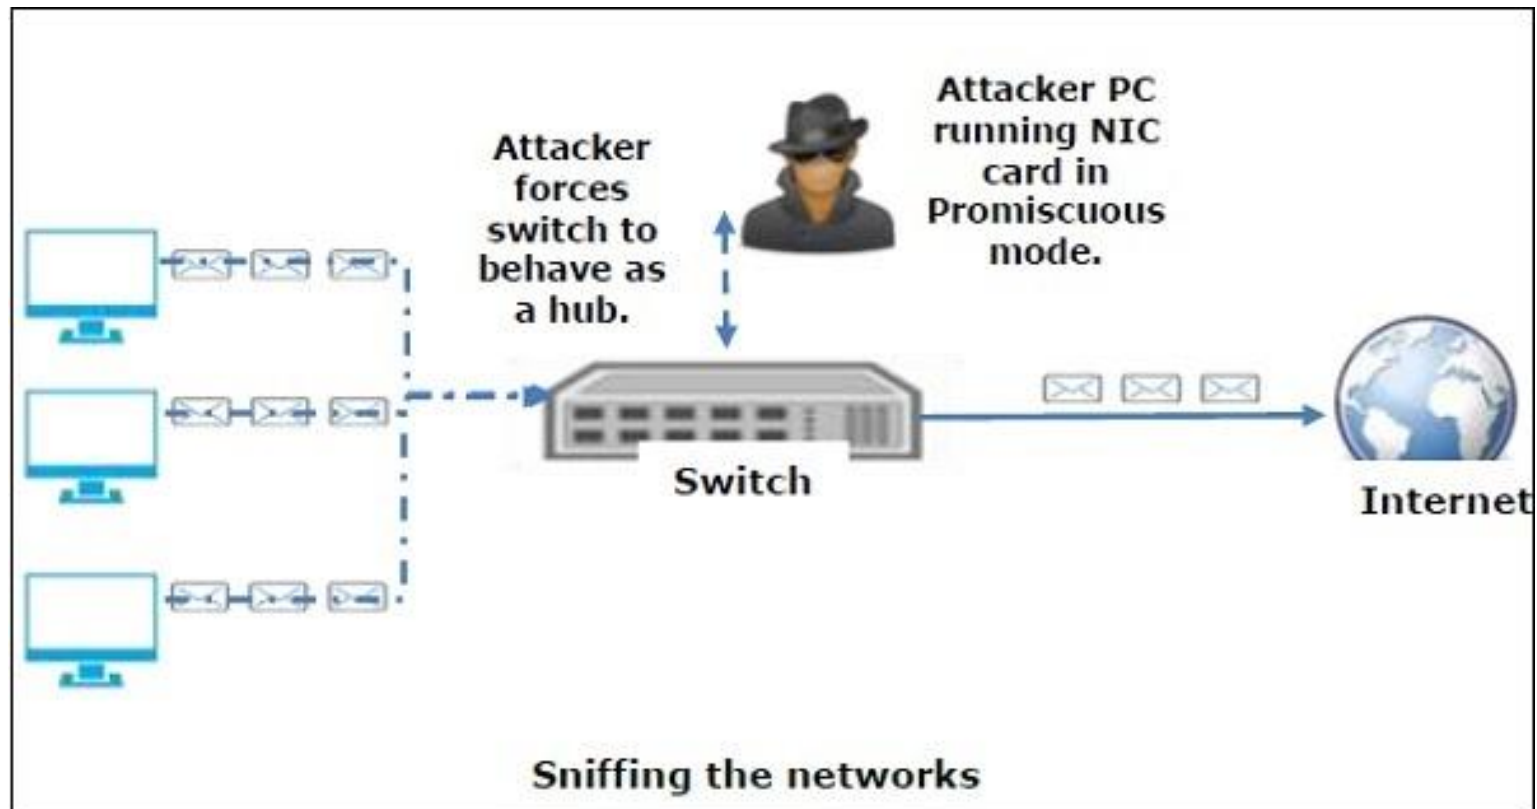 Attacker
forces
switch to
behave as
a hub.
Attacker PC
running NIC
card in
Promiscuous
mode.
Switch
Internet
Sniffing the networks